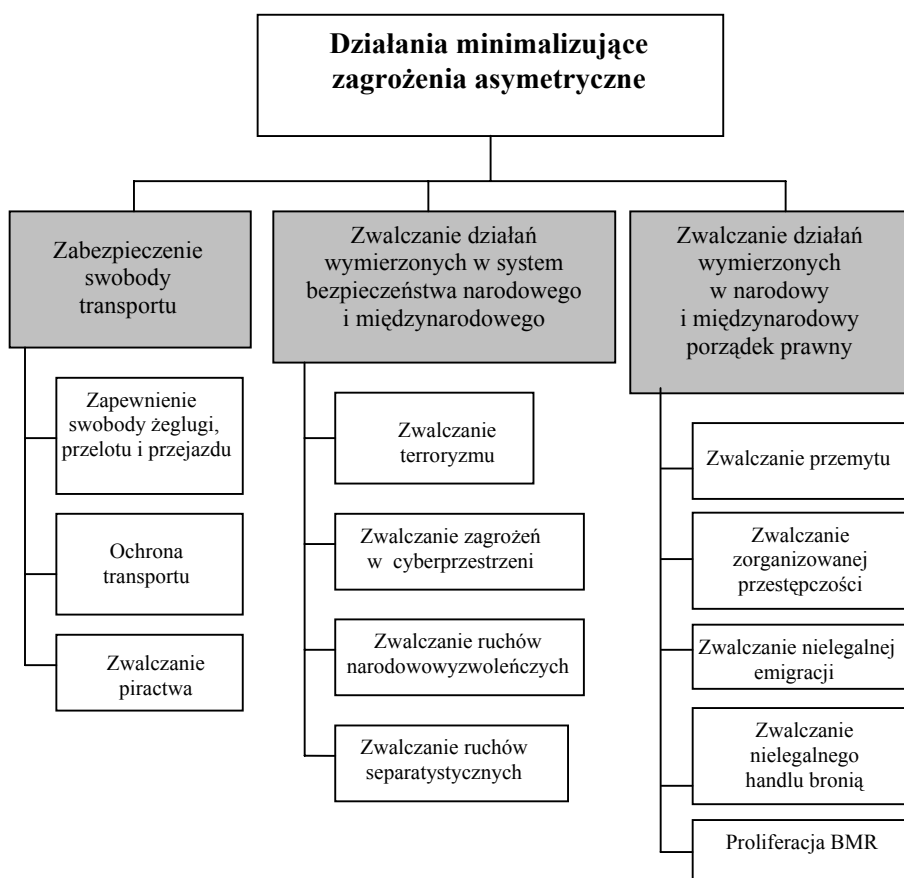 Działania minimalizujące
zagrożenia asymetryczne
Zabezpieczenie
swobody
transportu
Zapewnienie
swobody żeglugi,
przelotu i przejazdu
Ochrona
transportu
Zwalczanie
piractwa
Zwalczanie działań
wymierzonych w system
bezpieczeństwa narodowego
i międzynarodowego
Zwalczanie
terroryzmu
Zwalczanie zagrożeń
w cyberprzestrzeni
Zwalczanie ruchów
narodowowyzwoleńczych
Zwalczanie ruchów
separatystycznych
Zwalczanie działań
wymierzonych
w narodowy
i międzynarodowy
porządek prawny
Zwalczanie przemytu
Zwalczanie
zorganizowanej
przestępczości
Zwalczanie nielegalnej
emigracji
Zwalczanie
nielegalnego
handlu bronią
Proliferacja BMR